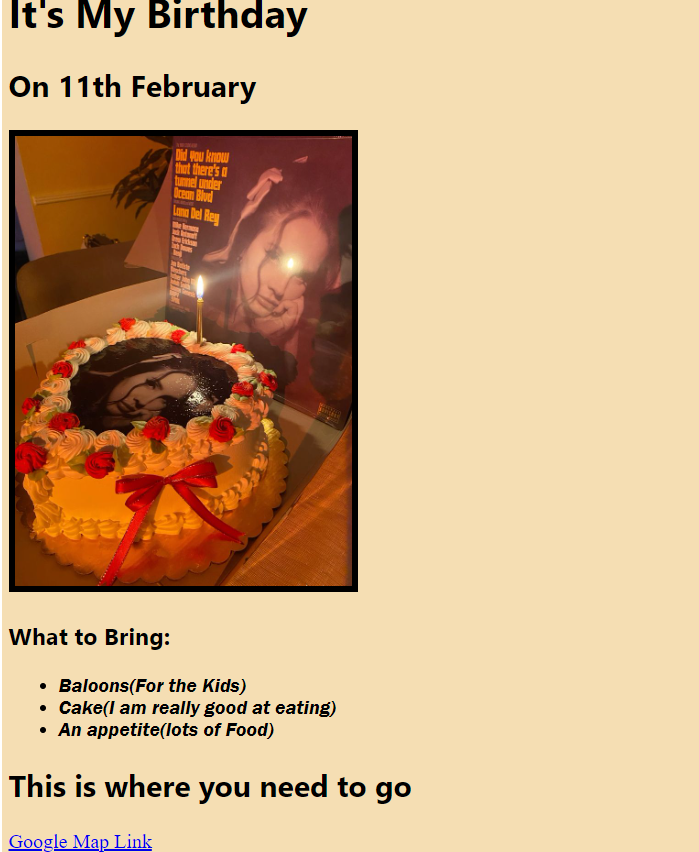 It's My Birthday
On 11th February
Did you know
that there's a
tunnel under
Ocean Blvd
Lana Del Rey
What to Bring:
Baloons(For the Kids)
Cake(I am really good at eating)
An appetite(lots of Food)
This is where you need to go
Google Map Link